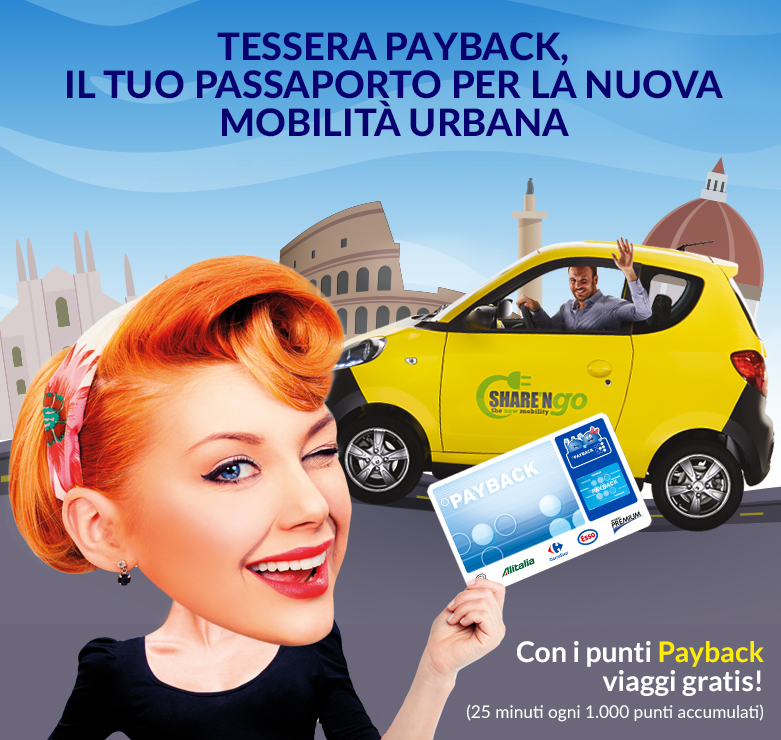 TESSERA PAYBACK,
IL TUO PASSAPORTO PER LA NUOVA
MOBILITÀ URBANA
SHARE'N go
the new mobility
PAYBACK
PAYBACK
PAYBACK
Alitalia
Carrefour
Esso
PREMIUM
Con i punti Payback
viaggi gratis!
(25 minuti ogni 1.000 punti accumulati)